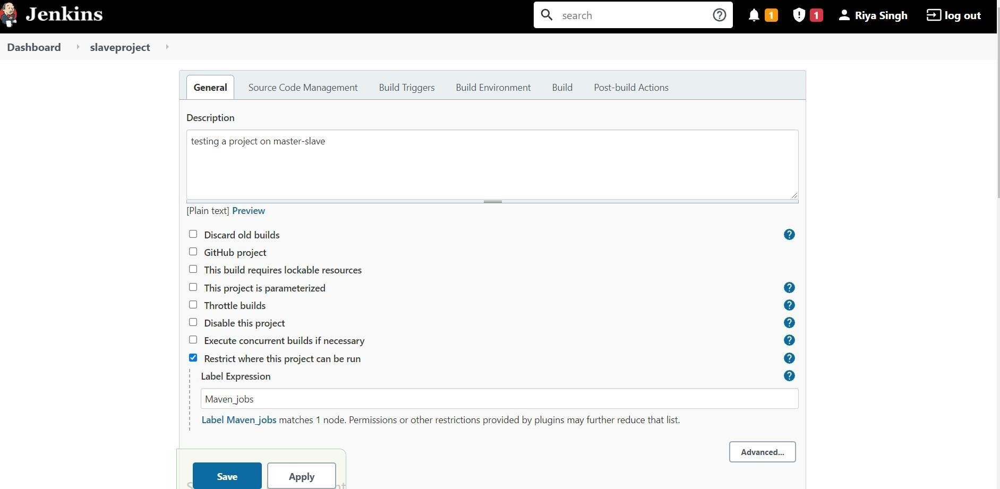 Jenkins
search
1
1
Riya Singh
log out
Dashboard
slaveproject
General
Source Code Management
Build Triggers
Build Environment
Build
Post-build Actions
Description
testing a project on master-slave
[Plain text] Preview
Discard old builds
GitHub project
This build requires lockable resources
This project is parameterized
Throttle builds
Disable this project
Execute concurrent builds if necessary
Restrict where this project can be run
Label Expression
Maven_jobs
Label Maven_jobs matches 1 node. Permissions or other restrictions provided by plugins may further reduce that list.
Advanced...
Save
Apply